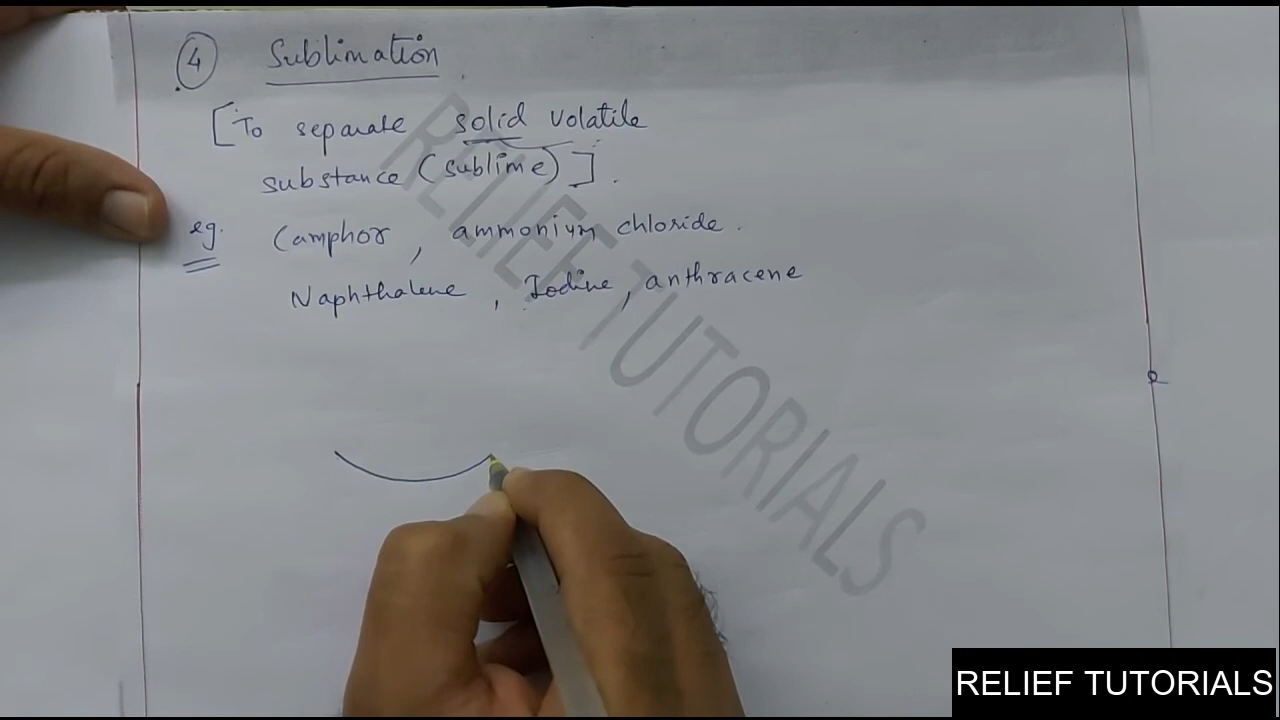 4 Sublimation
[To separate solid volatile
substance (sublime)].
eg. Camphor, ammonium chloride.
Naphthalene, Iodine, anthracene
RELIEF TUTORIALS
RELIEF TUTORIALS